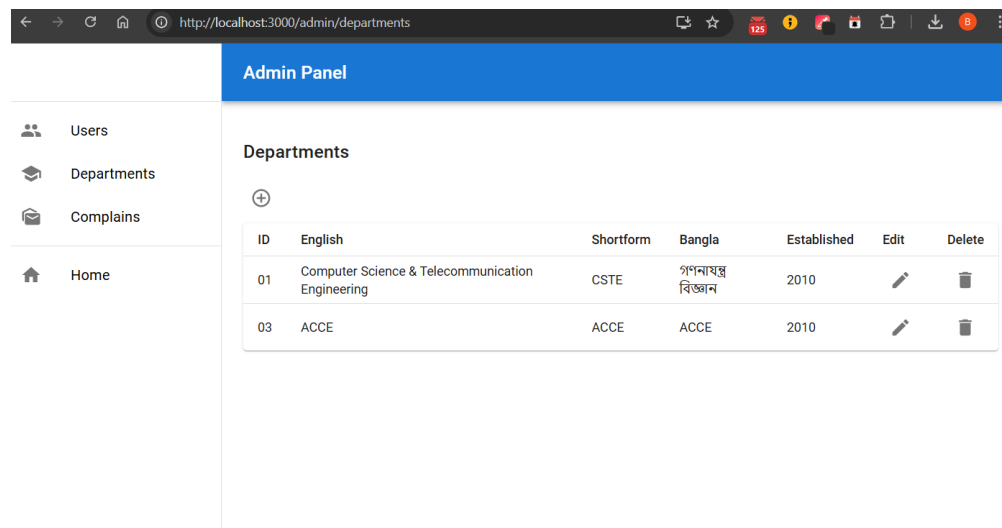 http://localhost:3000/admin/departments
125
B
Admin Panel
Users
Departments
Complains
Home
Departments
ID English Shortform Bangla Established Edit Delete
01 Computer Science & Telecommunication Engineering CSTE গণনাযন্ত্র বিজ্ঞান 2010
03 ACCE ACCE ACCE 2010